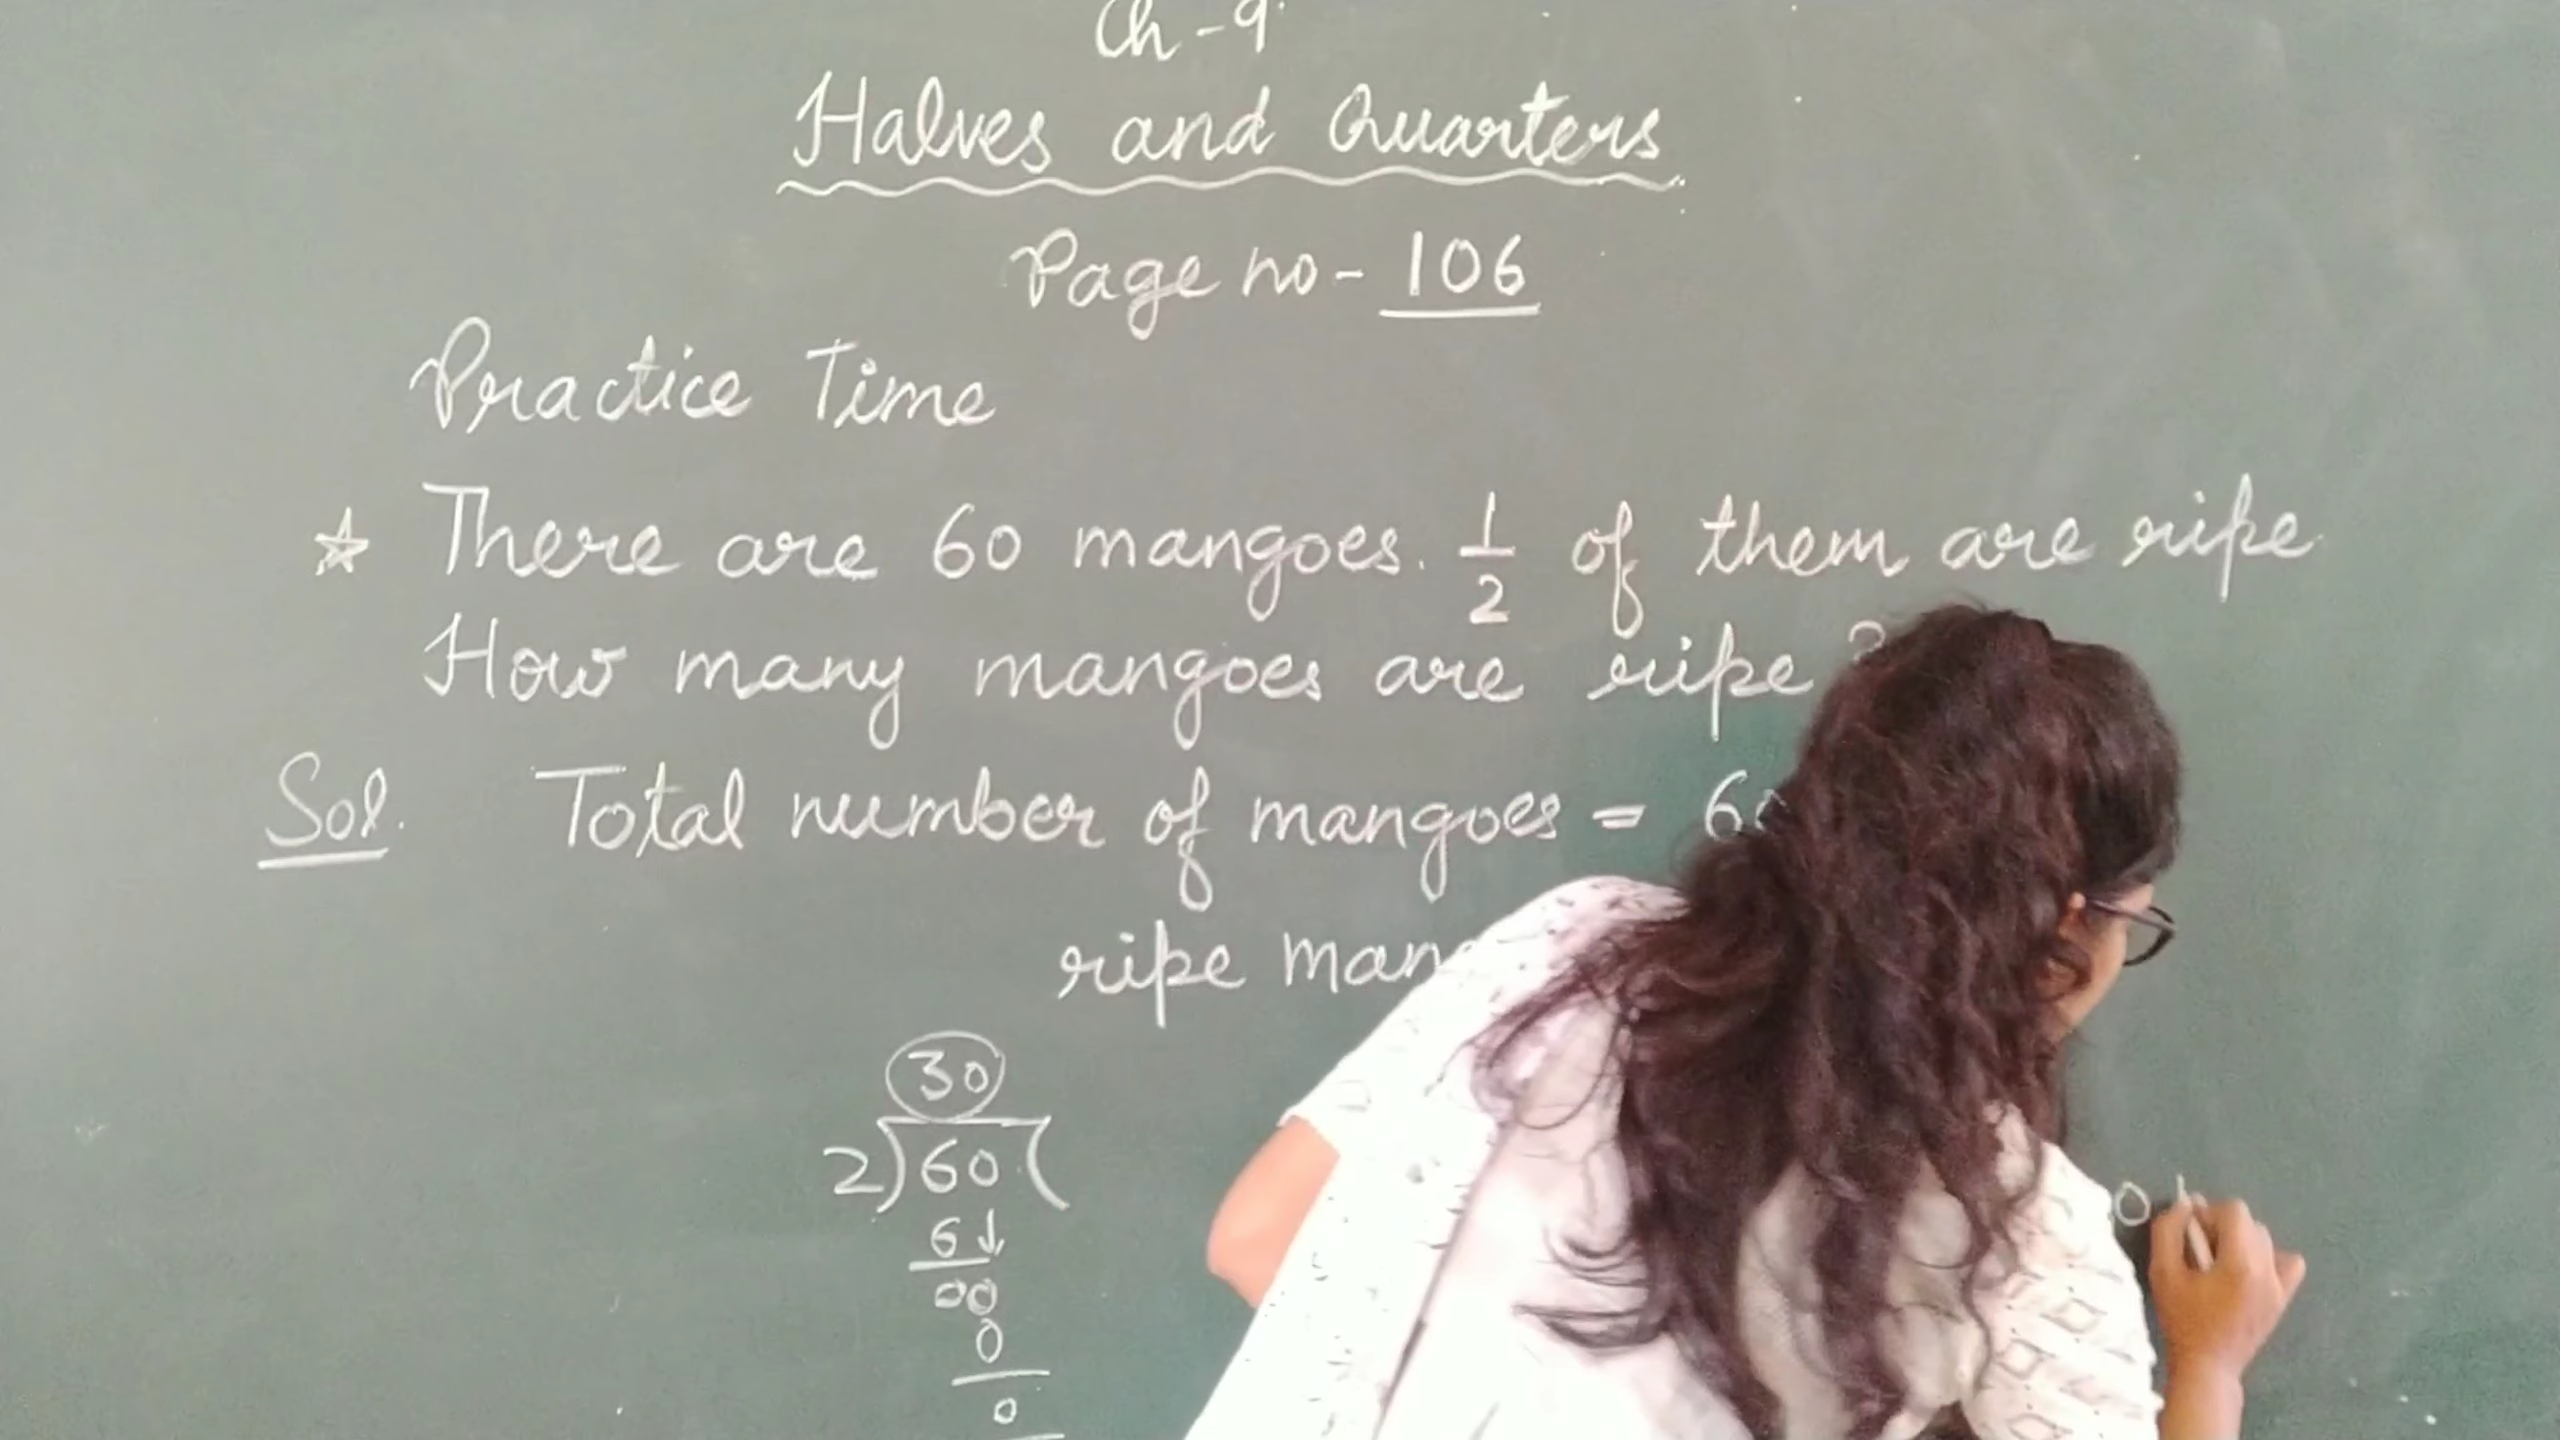 Ch-9
Halves and Quarters
Page no- 106
Practice Time
☆ There are 60 mangoes. 1/2 of them are ripe
How many mangoes are ripe?
Sol. Total number of mangoes =
ripe
30
2)60(
6↓
00
0
0